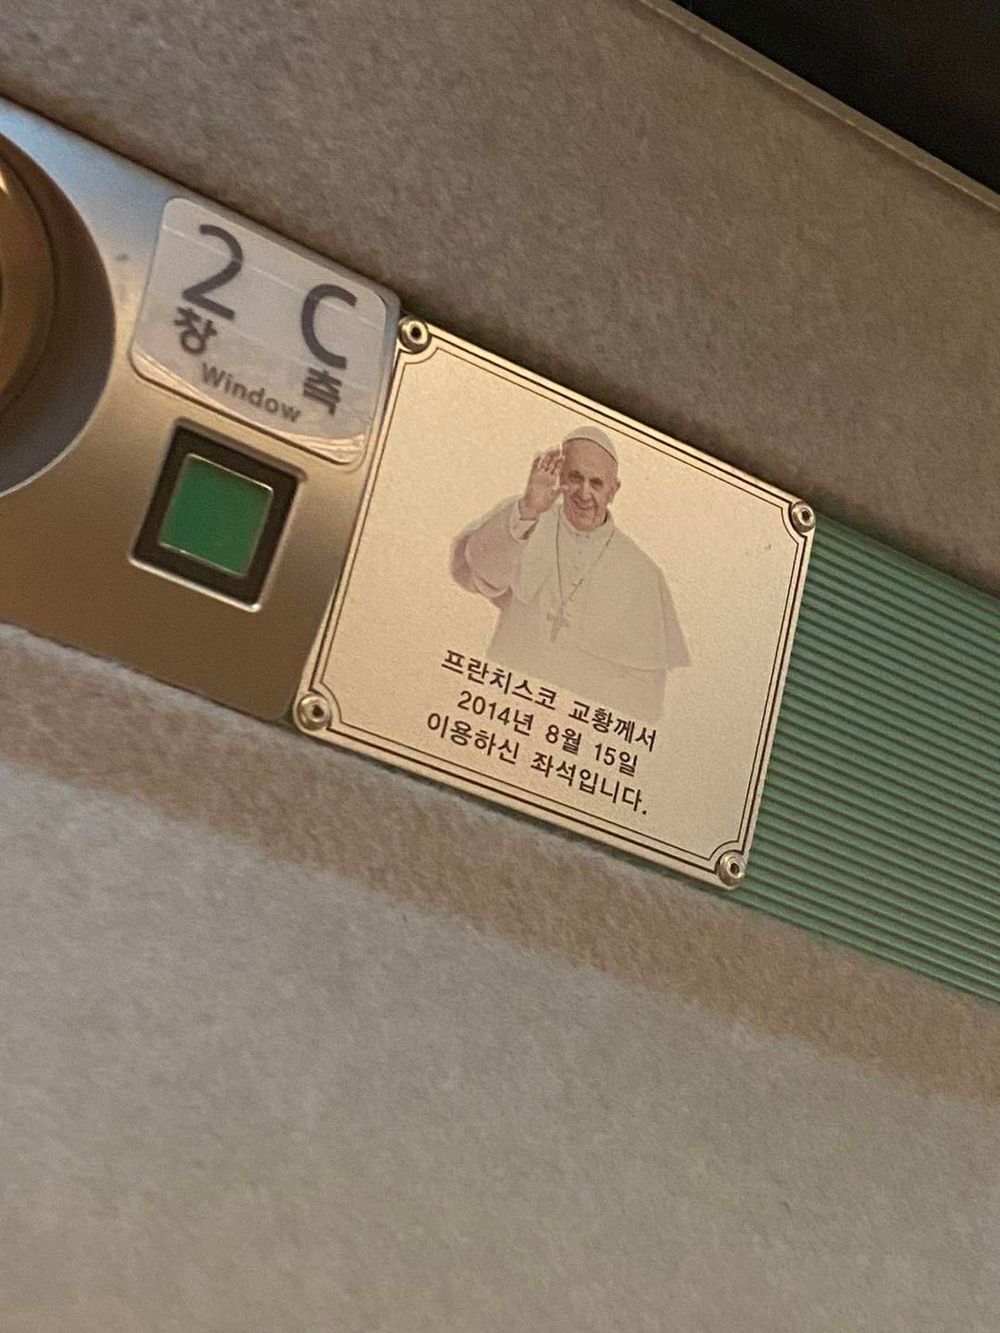 2 C
창 측
Window
프란치스코 교황께서
2014년 8월 15일
이용하신 좌석입니다.